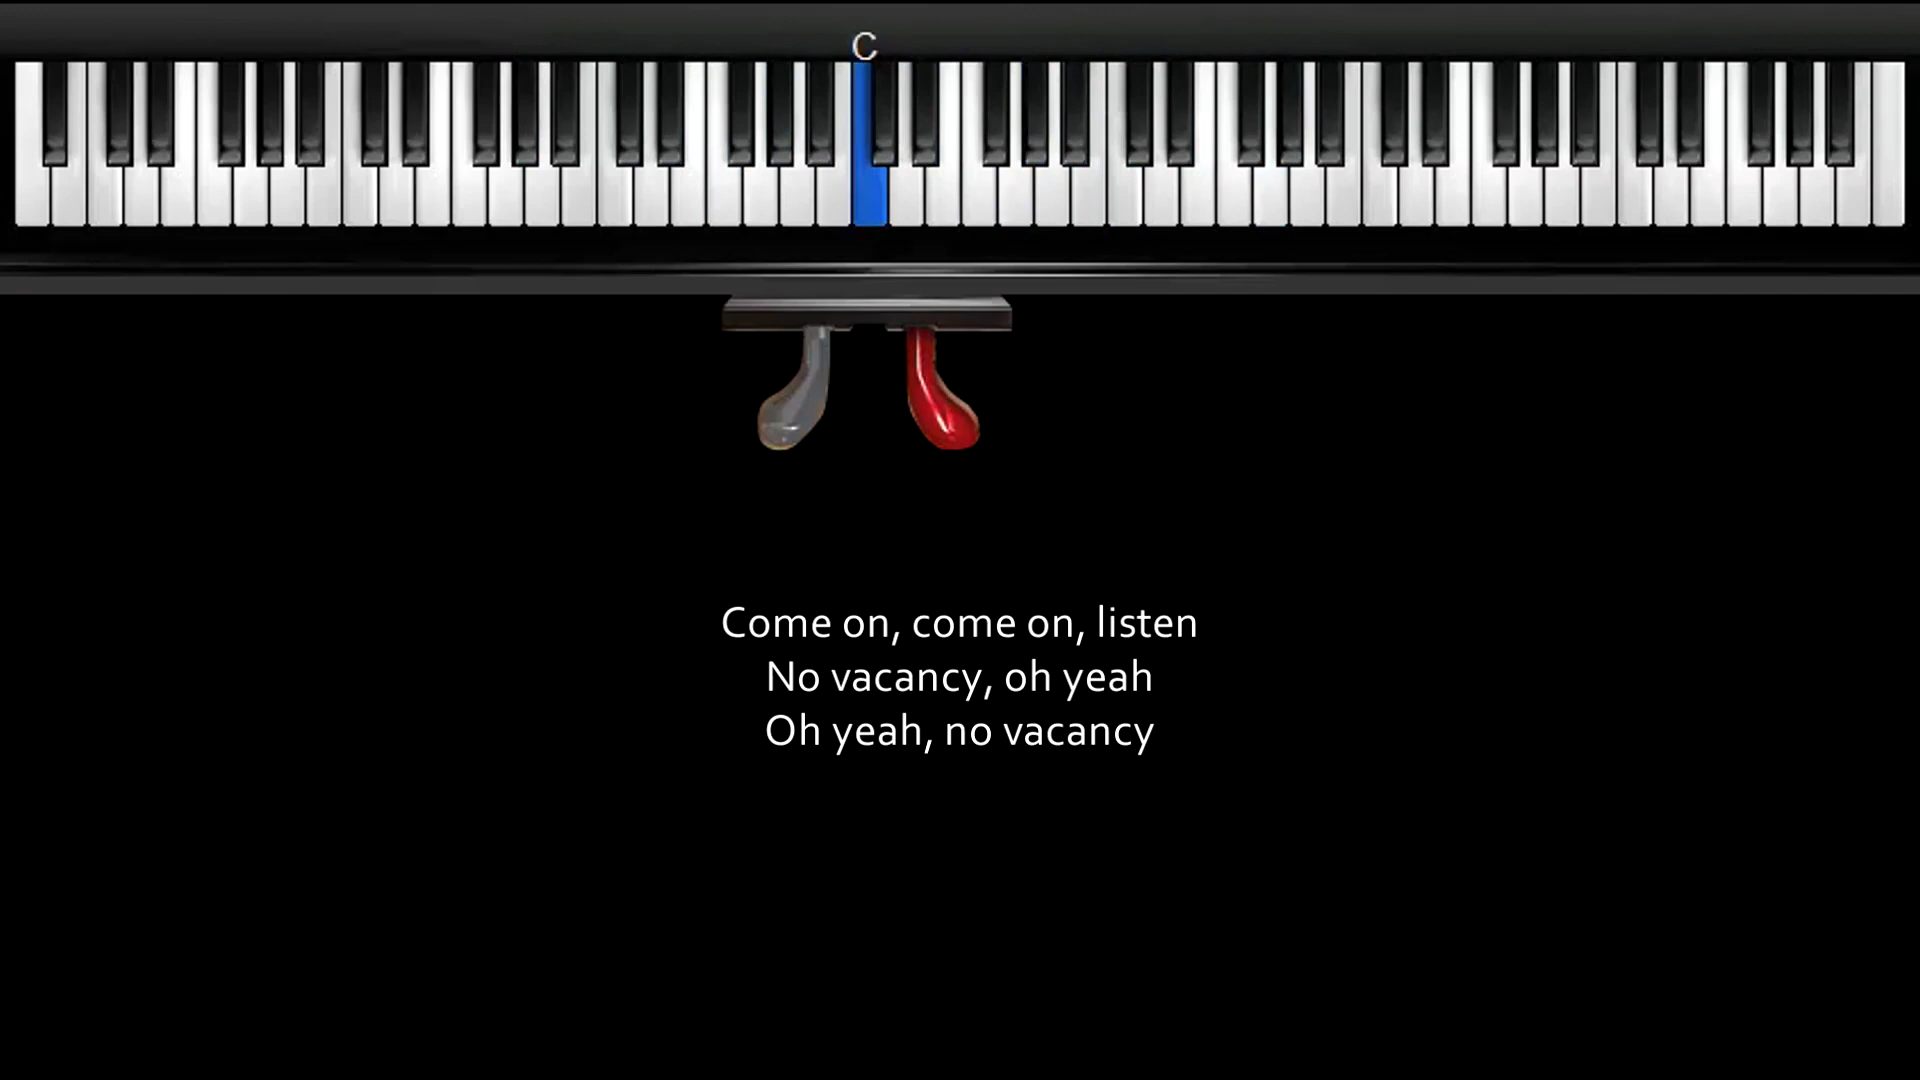 C
Come on, come on, listen
No vacancy, oh yeah
Oh yeah, no vacancy